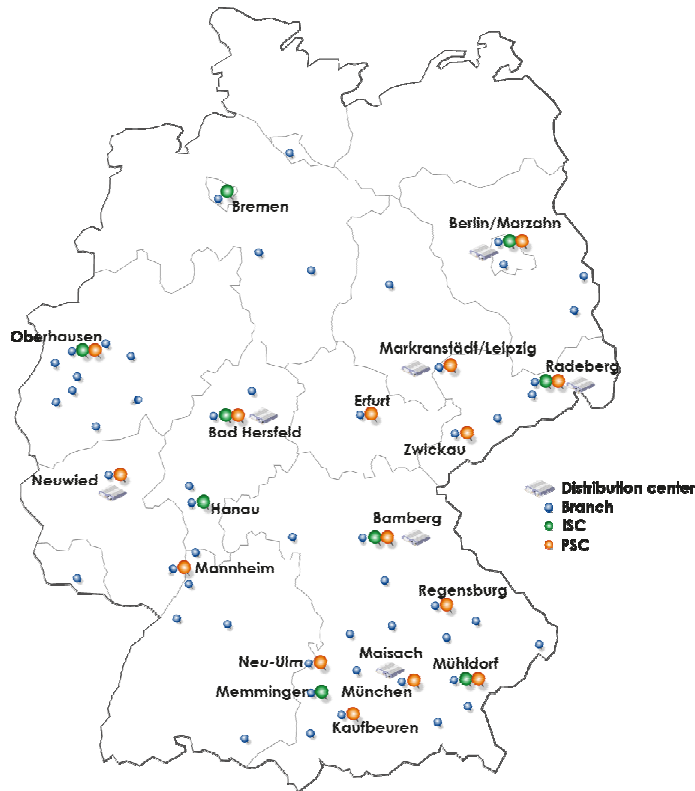 Bremen
Berlin/Marzahn
Oberhausen
Markranstädt/Leipzig
Radeberg
Erfurt
Bad Hersfeld
Zwickau
Neuwied
Hanau
Distribution center
Branch
ISC
PSC
Bamberg
Mannheim
Regensburg
Neu-Ulm
Maisach
Mühldorf
Memmingen
München
Kaufbeuren